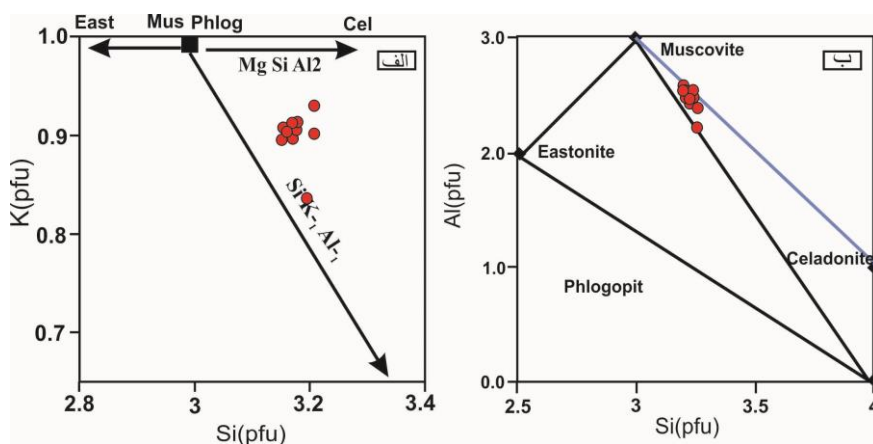 East Mus Phlog Cel
Mg Si Al2
الف
1.0
0.9
0.8
0.7
K(pfu)
Si K-1 Al-1
2.8 3 3.2 3.4
Si(pfu)
ب
3.0
2.0
1.0
0.0
Al(pfu)
Muscovite
Eastonite
Celadonite
Phlogopit
2.5 3 3.5 4
Si(pfu)